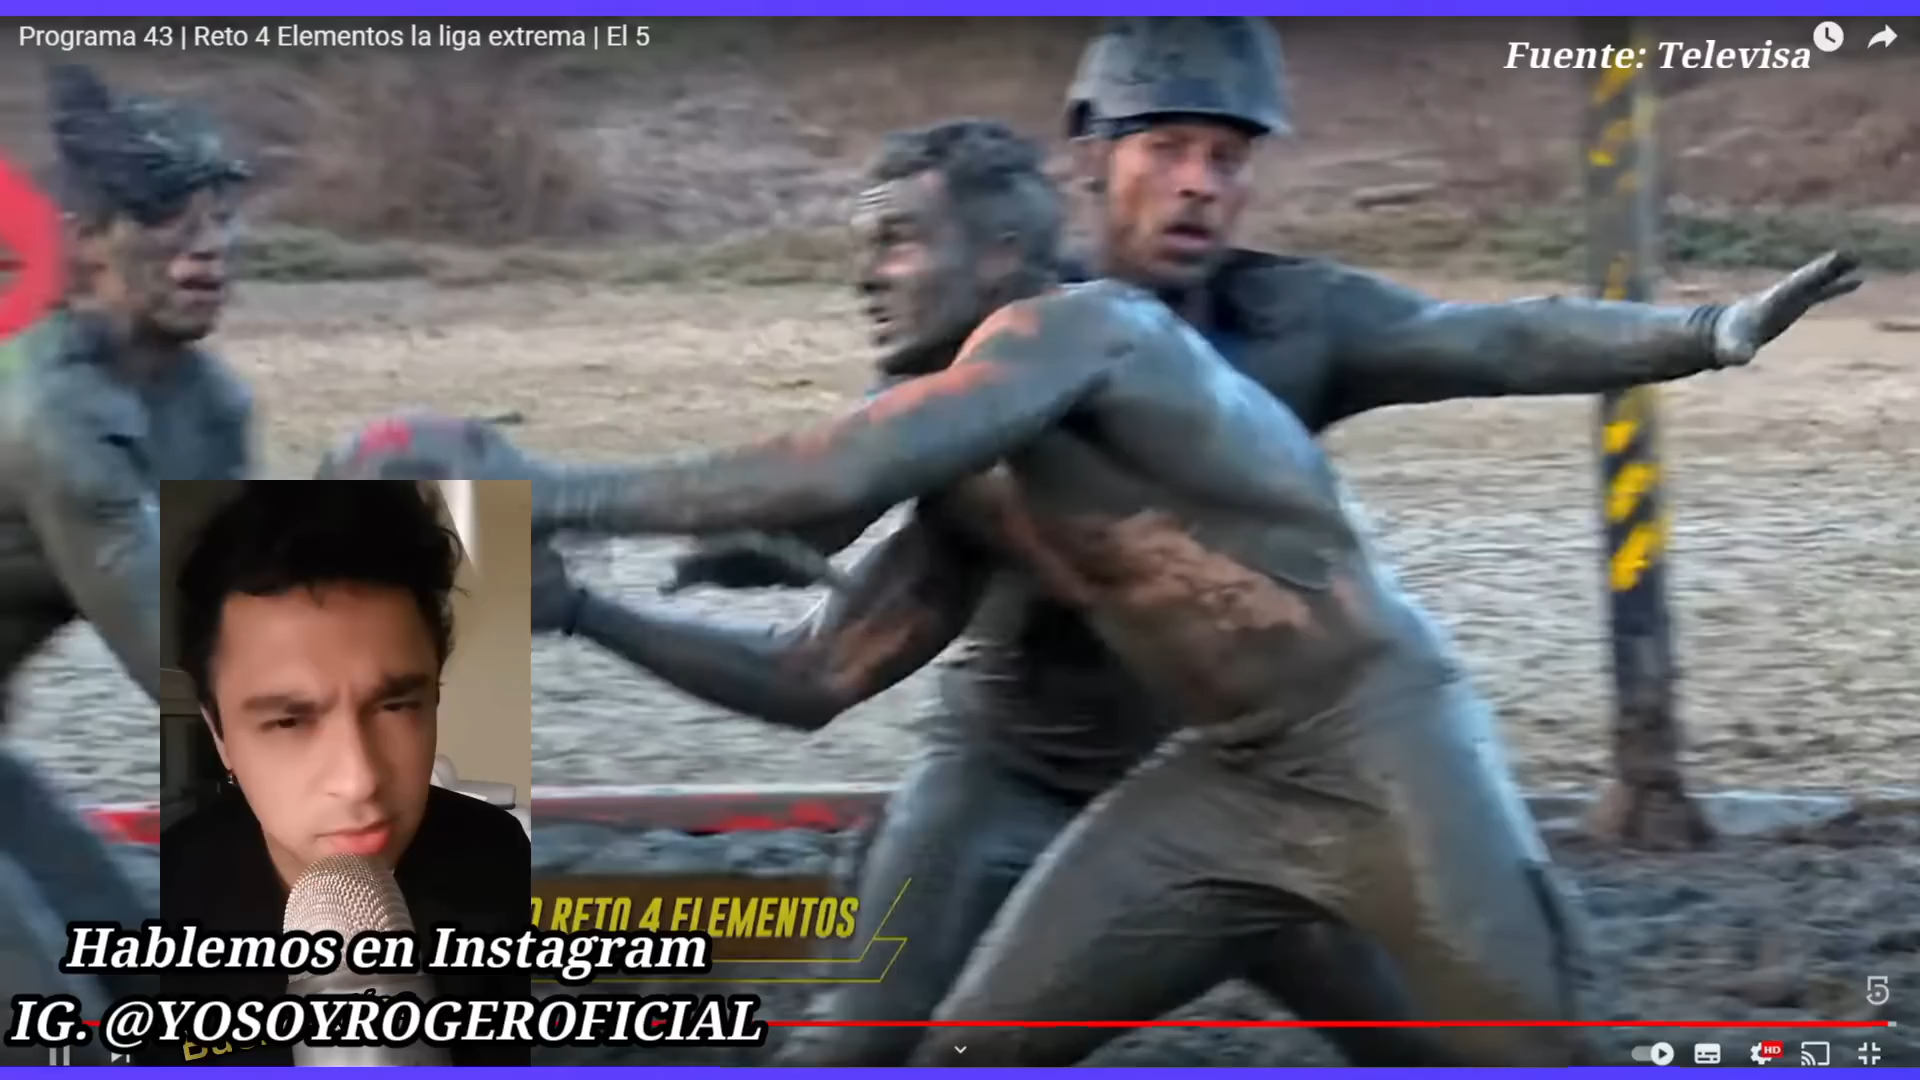 Programa 43 | Reto 4 Elementos la liga extrema | El 5
Fuente: Televisa
RETO 4 ELEMENTOS
Hablemos en Instagram
IG. @YOSOYROGEROFICIAL
HD
5